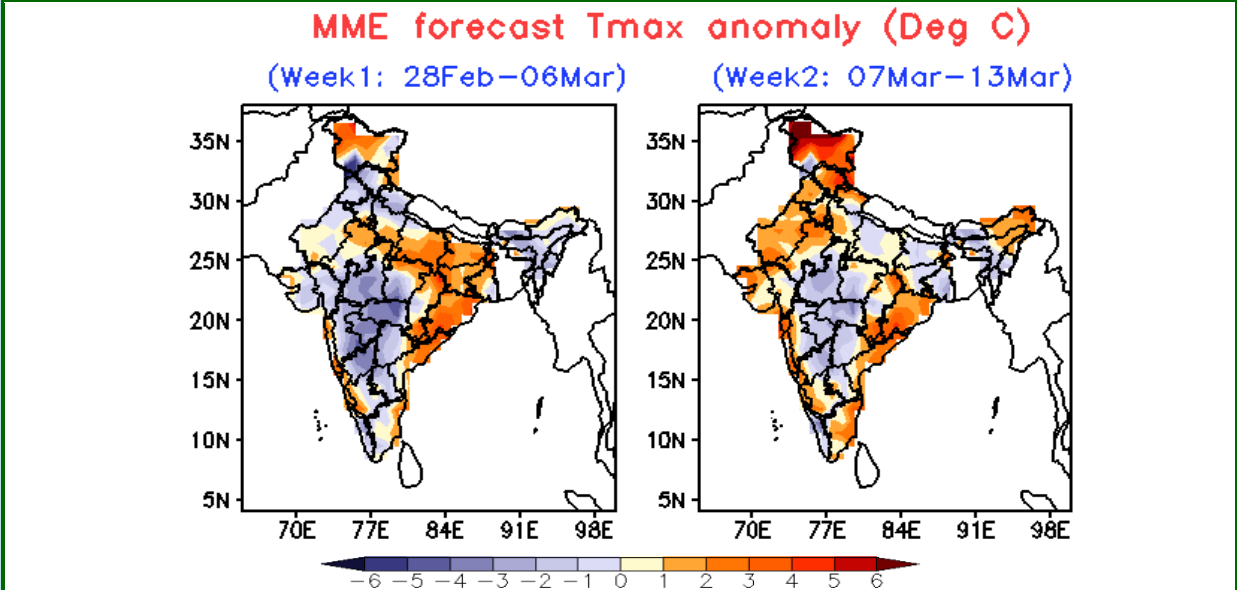 MME forecast Tmax anomaly (Deg C)
(Week1: 28Feb−06Mar)
(Week2: 07Mar−13Mar)
35N
30N
25N
20N
15N
10N
5N
70E 77E 84E 91E 98E
35N
30N
25N
20N
15N
10N
5N
70E 77E 84E 91E 98E
−6 −5 −4 −3 −2 −1 0 1 2 3 4 5 6